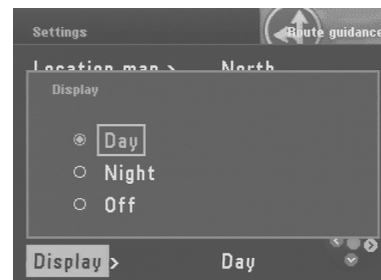 Settings
Route guidance
Location map > North
Display
Day
Night
Off
Display > Day